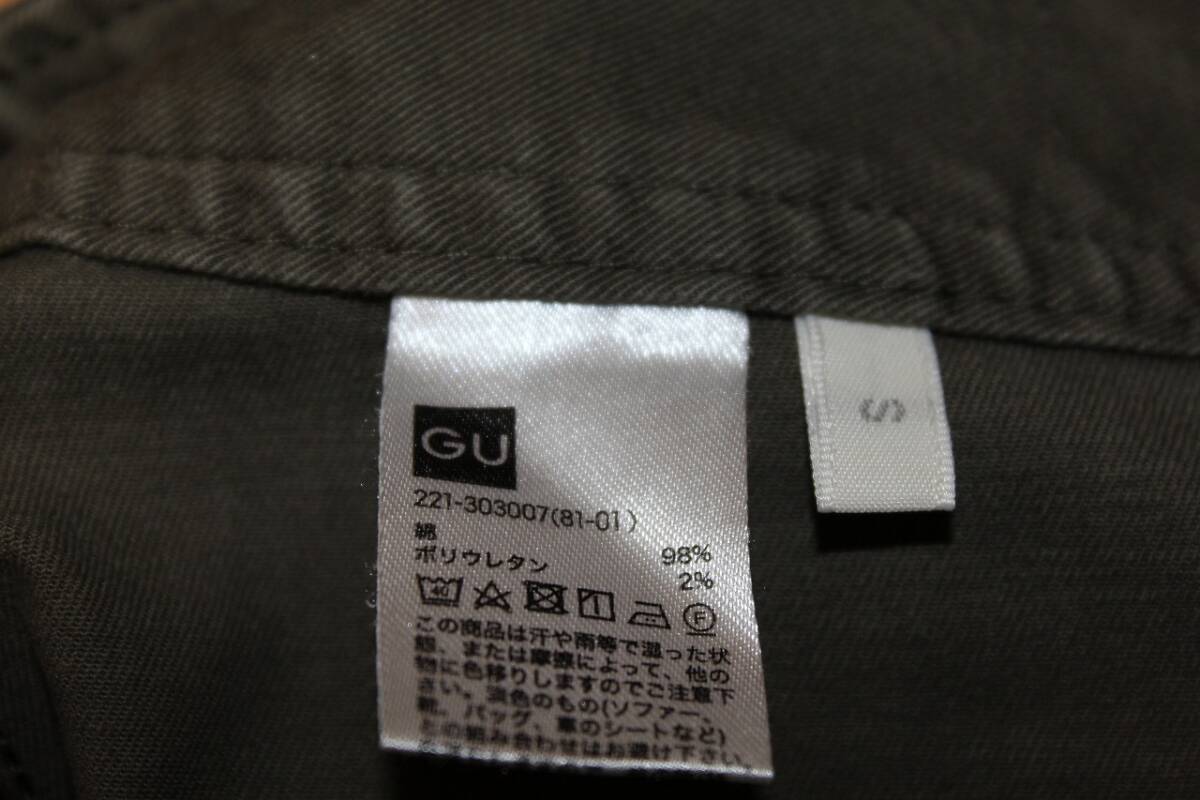 GU
221-303007(81-01)
綿 98%
ポリウレタン 2%
40
F
この商品は汗や雨等で湿った状
態、または摩擦によって、他の
物に色移りしますのでご注意下
さい。淡色のもの(ソファー、
靴、バッグ、車のシートなど)
との組み合わせはお避け下さい。
S